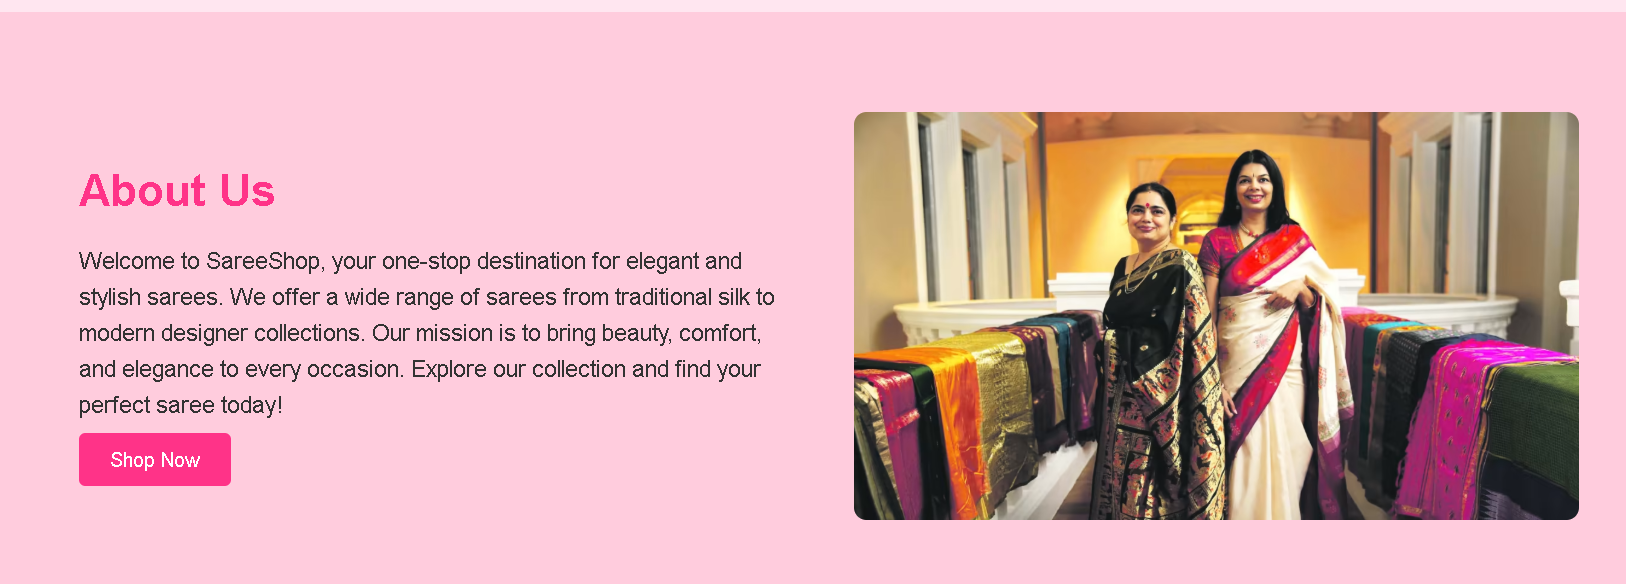 About Us
Welcome to SareeShop, your one-stop destination for elegant and
stylish sarees. We offer a wide range of sarees from traditional silk to
modern designer collections. Our mission is to bring beauty, comfort,
and elegance to every occasion. Explore our collection and find your
perfect saree today!
Shop Now